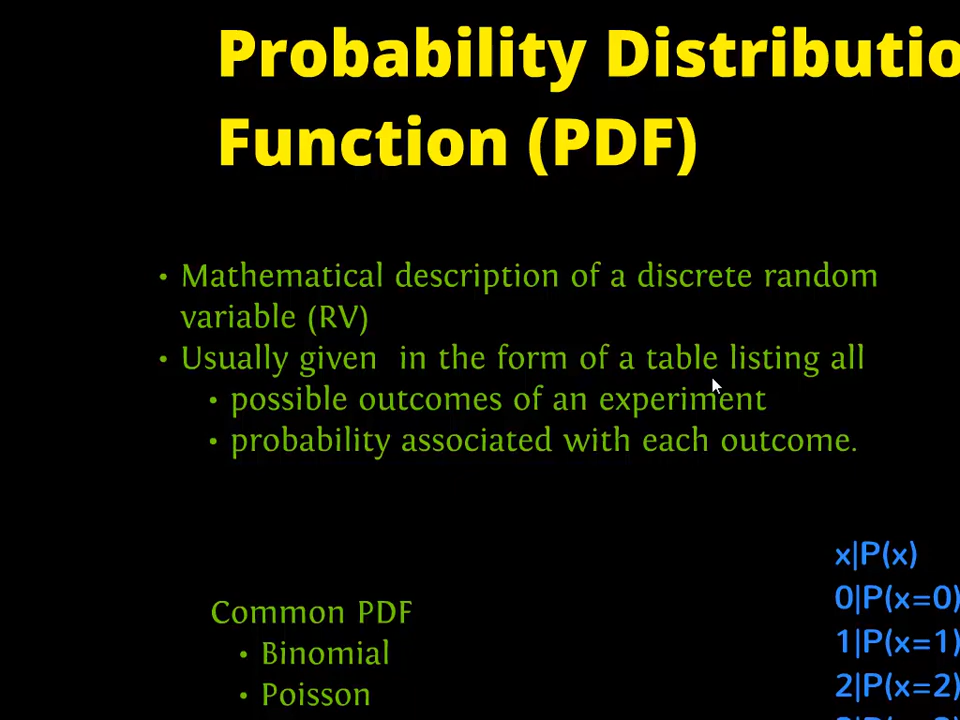 Probability Distributio
Function (PDF)
• Mathematical description of a discrete random
variable (RV)
• Usually given in the form of a table listing all
• possible outcomes of an experiment
• probability associated with each outcome.
x|P(x)
0|P(x=0)
Common PDF
1|P(x=1)
• Binomial
2|P(x=2)
• Poisson